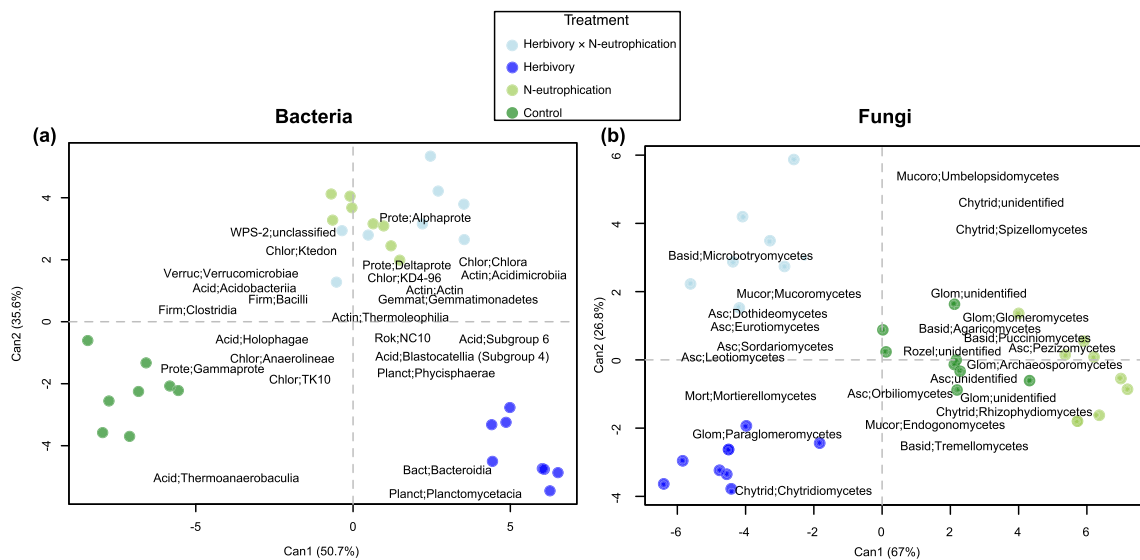 Treatment
Herbivory × N-eutrophication
Herbivory
N-eutrophication
Control
Bacteria
(a)
Can2 (35.6%)
4
2
0
-2
-4
Prote;Alphaprote
WPS-2;unclassified
Chlor;Ktedon
Prote;Deltaprote
Chlor;Chlora
Verruc;Verrucomicrobiae
Chlor;KD4-96
Actin;Acidimicrobiia
Acid;Acidobacteriia
Actin;Actin
Firm;Bacilli
Gemmat;Gemmatimonadetes
Firm;Clostridia
Actin;Thermoleophilia
Acid;Holophagae
Rok;NC10
Acid;Subgroup 6
Chlor;Anaerolineae
Acid;Blastocatellia (Subgroup 4)
Prote;Gammaprote
Planct;Phycisphaerae
Chlor;TK10
Bact;Bacteroidia
Acid;Thermoanaerobaculia
Planct;Planctomycetacia
-5
0
5
Can1 (50.7%)
Fungi
(b)
Can2 (26.8%)
6
4
2
0
-2
-4
Mucoro;Umbelopsidomycetes
Chytrid;unidentified
Chytrid;Spizellomycetes
Basid;Microbotryomycetes
Mucor;Mucoromycetes
Glom;unidentified
Asc;Dothideomycetes
Glom;Glomeromycetes
Asc;Eurotiomycetes
Basid;Agaricomycetes
Basid;Pucciniomycetes
Asc;Sordariomycetes
Rozel;unidentified
Asc;Pezizomycetes
Asc;Leotiomycetes
Glom;Archaeosporomycetes
Asc;unidentified
Mort;Mortierellomycetes
Asc;Orbiliomycetes
Glom;unidentified
Chytrid;Rhizophydiomycetes
Mucor;Endogonomycetes
Glom;Paraglomeromycetes
Basid;Tremellomycetes
Chytrid;Chytridiomycetes
-6
-4
-2
0
2
4
6
Can1 (67%)